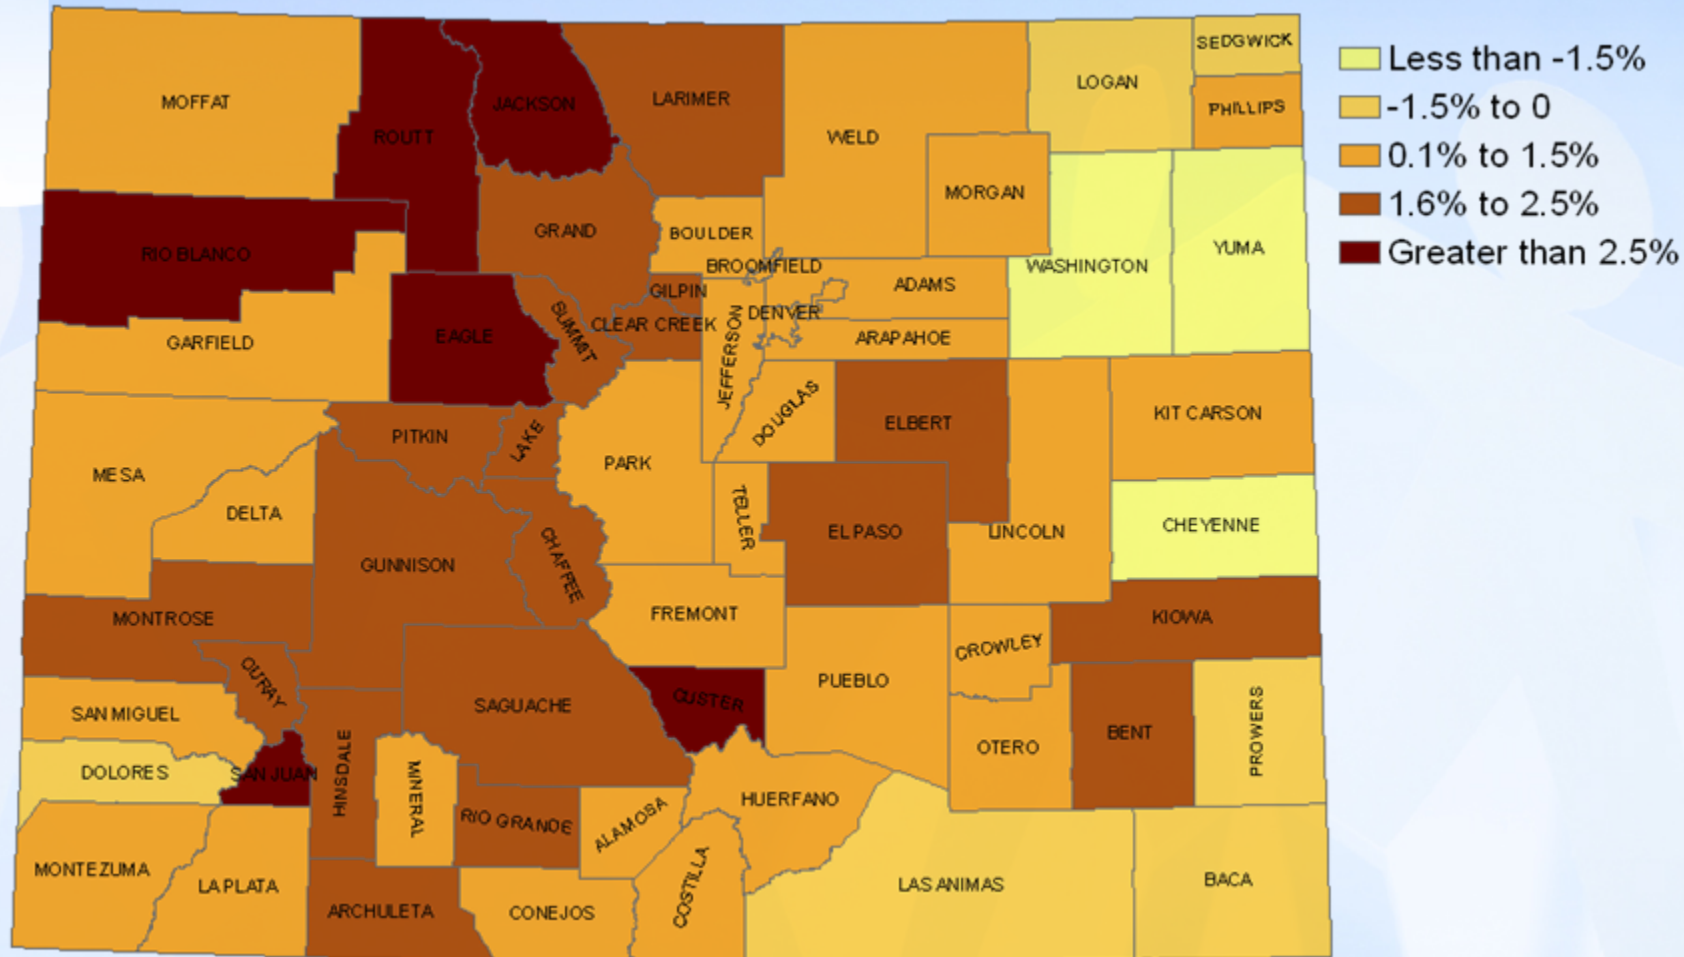 SEDGWICK
LOGAN
MOFFAT
JACKSON
LARIMER
PHILLIPS
ROUTT
WELD
MORGAN
RIO BLANCO
GRAND
BOULDER
YUMA
BROOMFIELD
WASHINGTON
GILPIN
ADAMS
DENVER
CLEAR CREEK
SUMMIT
EAGLE
GARFIELD
JEFFERSON
ARAPAHOE
DOUGLAS
KIT CARSON
ELBERT
PITKIN
LAKE
PARK
MESA
DELTA
TELLER
EL PASO
LINCOLN
CHEYENNE
GUNNISON
CHAFFEE
FREMONT
MONTROSE
KIOWA
CROWLEY
OURAY
PUEBLO
CUSTER
SAGUACHE
SAN MIGUEL
BENT
PROWERS
OTERO
DOLORES
SAN JUAN
HINSDALE
MINERAL
RIO GRANDE
ALAMOSA
HUERFANO
MONTEZUMA
LA PLATA
ARCHULETA
CONEJOS
COSTILLA
LAS ANIMAS
BACA
Less than -1.5%
-1.5% to 0
0.1% to 1.5%
1.6% to 2.5%
Greater than 2.5%